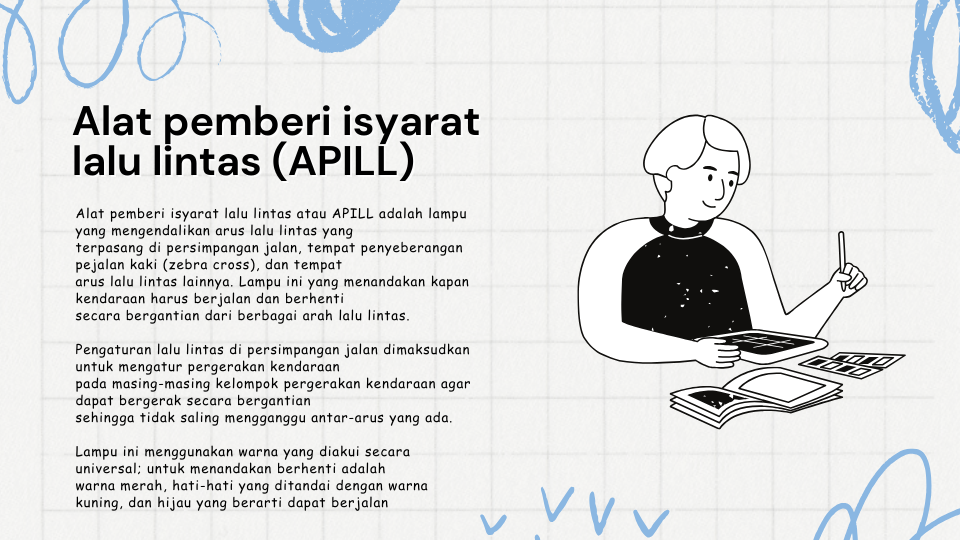 Alat pemberi isyarat
lalu lintas (APILL)
Alat pemberi isyarat lalu lintas atau APILL adalah lampu
yang mengendalikan arus lalu lintas yang
terpasang di persimpangan jalan, tempat penyeberangan
pejalan kaki (zebra cross), dan tempat
arus lalu lintas lainnya. Lampu ini yang menandakan kapan
kendaraan harus berjalan dan berhenti
secara bergantian dari berbagai arah lalu lintas.
Pengaturan lalu lintas di persimpangan jalan dimaksudkan
untuk mengatur pergerakan kendaraan
pada masing-masing kelompok pergerakan kendaraan agar
dapat bergerak secara bergantian
sehingga tidak saling mengganggu antar-arus yang ada.
Lampu ini menggunakan warna yang diakui secara
universal; untuk menandakan berhenti adalah
warna merah, hati-hati yang ditandai dengan warna
kuning, dan hijau yang berarti dapat berjalan